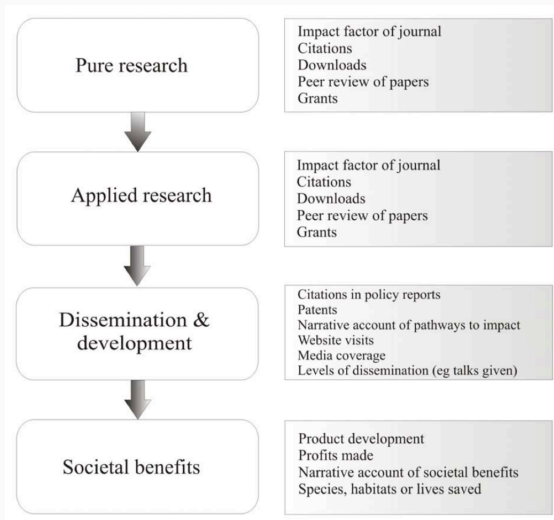 Pure research
Impact factor of journal
Citations
Downloads
Peer review of papers
Grants
Applied research
Impact factor of journal
Citations
Downloads
Peer review of papers
Grants
Dissemination &
development
Citations in policy reports
Patents
Narrative account of pathways to impact
Website visits
Media coverage
Levels of dissemination (eg talks given)
Societal benefits
Product development
Profits made
Narrative account of societal benefits
Species, habitats or lives saved